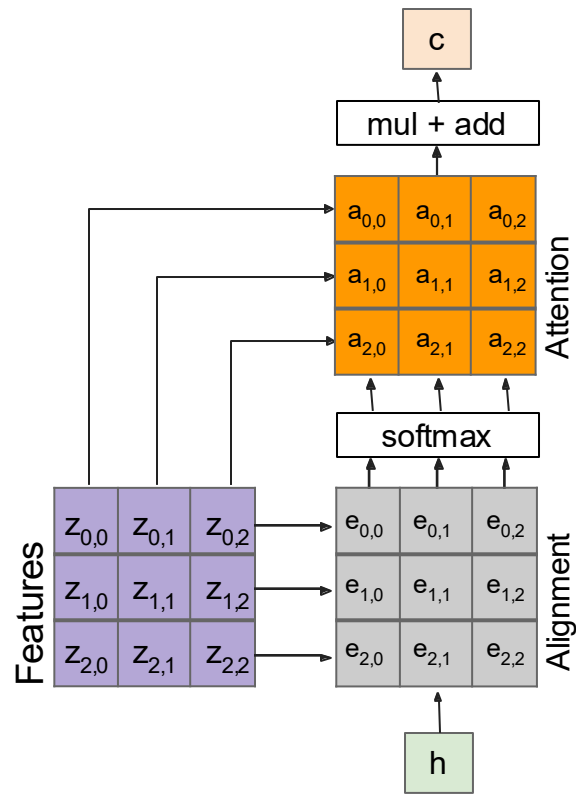 c
mul + add
a0,0 a0,1 a0,2
a1,0 a1,1 a1,2
a2,0 a2,1 a2,2
Attention
softmax
z0,0 z0,1 z0,2
z1,0 z1,1 z1,2
z2,0 z2,1 z2,2
Features
e0,0 e0,1 e0,2
e1,0 e1,1 e1,2
e2,0 e2,1 e2,2
Alignment
h